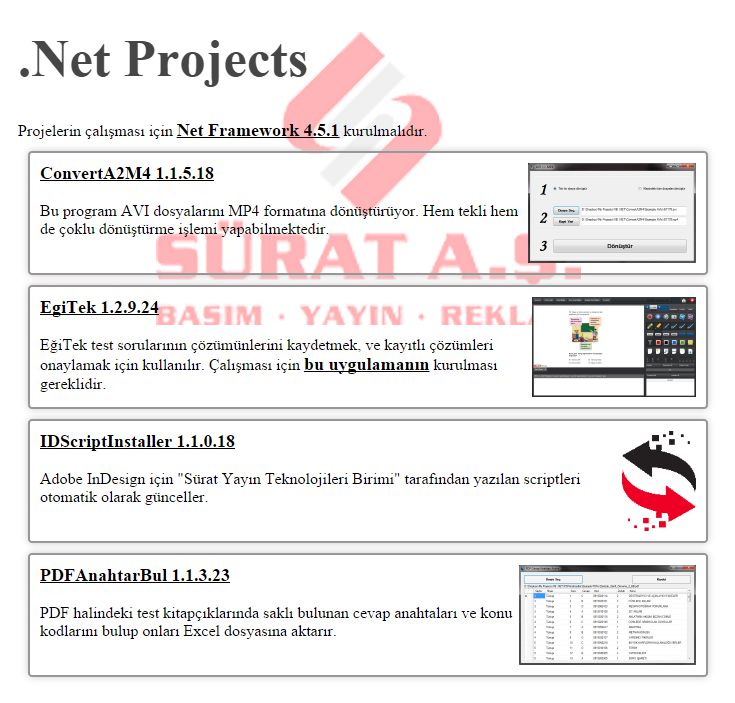 .Net Projects
Projelerin çalışması için Net Framework 4.5.1 kurulmalıdır.
ConvertA2M4 1.1.5.18
Bu program AVI dosyalarını MP4 formatına dönüştürüyor. Hem tekli hem
de çoklu dönüştürme işlemi yapabilmektedir.
1
2
3
Dönüştür
SÜRAT A.Ş.
EgiTek 1.2.9.24
BASIM · YAYIN · REKLA
EğiTek test sorularının çözümünlerini kaydetmek, ve kayıtlı çözümleri
onaylamak için kullanılır. Çalışması için bu uygulamanın kurulması
gereklidir.
IDScriptInstaller 1.1.0.18
Adobe InDesign için "Sürat Yayın Teknolojileri Birimi" tarafından yazılan scriptleri
otomatik olarak günceller.
PDFAnahtarBul 1.1.3.23
PDF halindeki test kitapçıklarında saklı bulunan cevap anahtaları ve konu
kodlarını bulup onları Excel dosyasına aktarır.